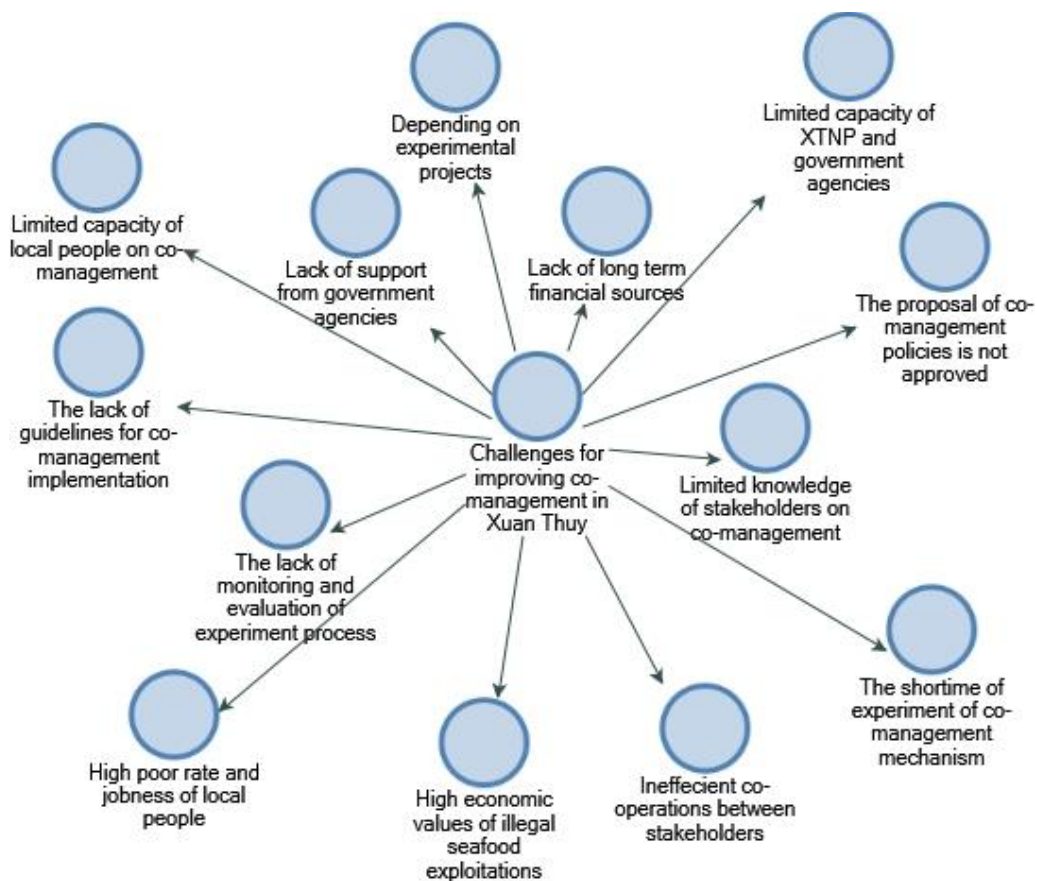 Depending on
experimental
projects
Limited capacity of
XTNP and
government
agencies
Limited capacity of
local people on co-
management
Lack of support
from government
agencies
Lack of long term
financial sources
The proposal of co-
management
policies is not
approved
The lack of
guidelines for co-
management
implementation
Challenges for
improving co-
management in
Xuan Thuy
Limited knowledge
of stakeholders on
co-management
The lack of
monitoring and
evaluation of
experiment process
The shortime of
experiment of co-
management
mechanism
High poor rate and
jobness of local
people
High economic
values of illegal
seafood
exploitations
Ineffecient co-
operations between
stakeholders